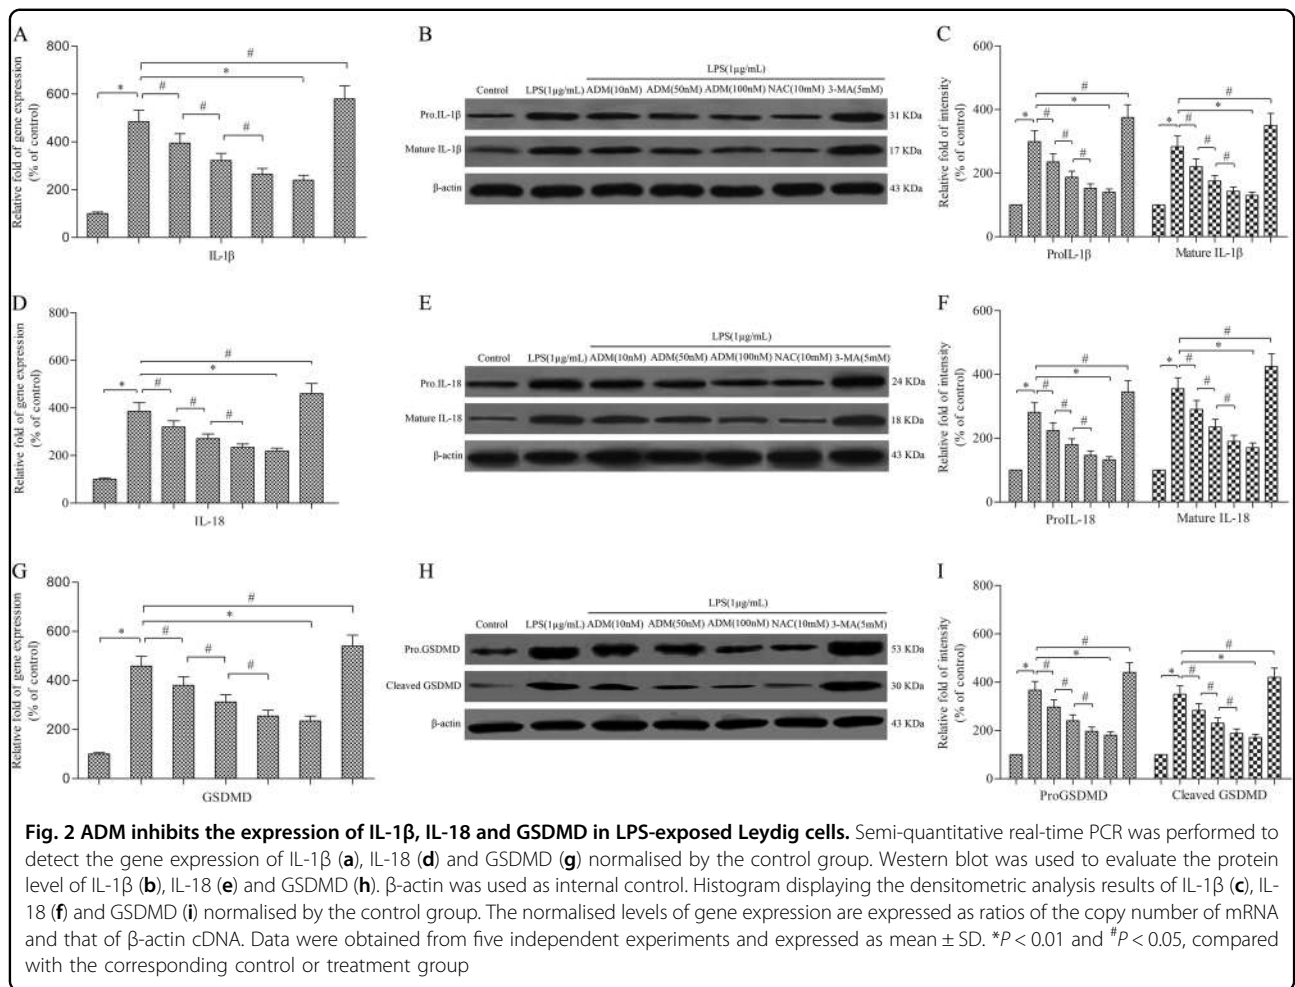 A
Relative fold of gene expression
(% of control)
800
600
400
200
0
#
*
* # # #
IL-1β
B
LPS(1μg/mL)
Control LPS(1μg/mL) ADM(10nM) ADM(50nM) ADM(100nM) NAC(10mM) 3-MA(5mM)
Pro.IL-1β 31 KDa
Mature IL-1β 17 KDa
β-actin 43 KDa
C
Relative fold of intensity
(% of control)
600
400
200
0
# #
* *
* # # # * # # #
ProIL-1β Mature IL-1β
D
Relative fold of gene expression
(% of control)
800
600
400
200
0
#
*
* # # #
IL-18
E
LPS(1μg/mL)
Control LPS(1μg/mL) ADM(10nM) ADM(50nM) ADM(100nM) NAC(10mM) 3-MA(5mM)
Pro.IL-18 24 KDa
Mature IL-18 18 KDa
β-actin 43 KDa
F
Relative fold of intensity
(% of control)
600
400
200
0
# #
* *
* # # # * # # #
ProIL-18 Mature IL-18
G
Relative fold of gene expression
(% of control)
800
600
400
200
0
#
*
* # # #
GSDMD
H
LPS(1μg/mL)
Control LPS(1μg/mL) ADM(10nM) ADM(50nM) ADM(100nM) NAC(10mM) 3-MA(5mM)
Pro.GSDMD 53 KDa
Cleaved GSDMD 30 KDa
β-actin 43 KDa
I
Relative fold of intensity
(% of control)
800
600
400
200
0
# #
* *
* # # # * # # #
ProGSDMD Cleaved GSDMD
Fig. 2 ADM inhibits the expression of IL-1β, IL-18 and GSDMD in LPS-exposed Leydig cells. Semi-quantitative real-time PCR was performed to
detect the gene expression of IL-1β (a), IL-18 (d) and GSDMD (g) normalised by the control group. Western blot was used to evaluate the protein
level of IL-1β (b), IL-18 (e) and GSDMD (h). β-actin was used as internal control. Histogram displaying the densitometric analysis results of IL-1β (c), IL-
18 (f) and GSDMD (i) normalised by the control group. The normalised levels of gene expression are expressed as ratios of the copy number of mRNA
and that of β-actin cDNA. Data were obtained from five independent experiments and expressed as mean ± SD. *P < 0.01 and #P < 0.05, compared
with the corresponding control or treatment group